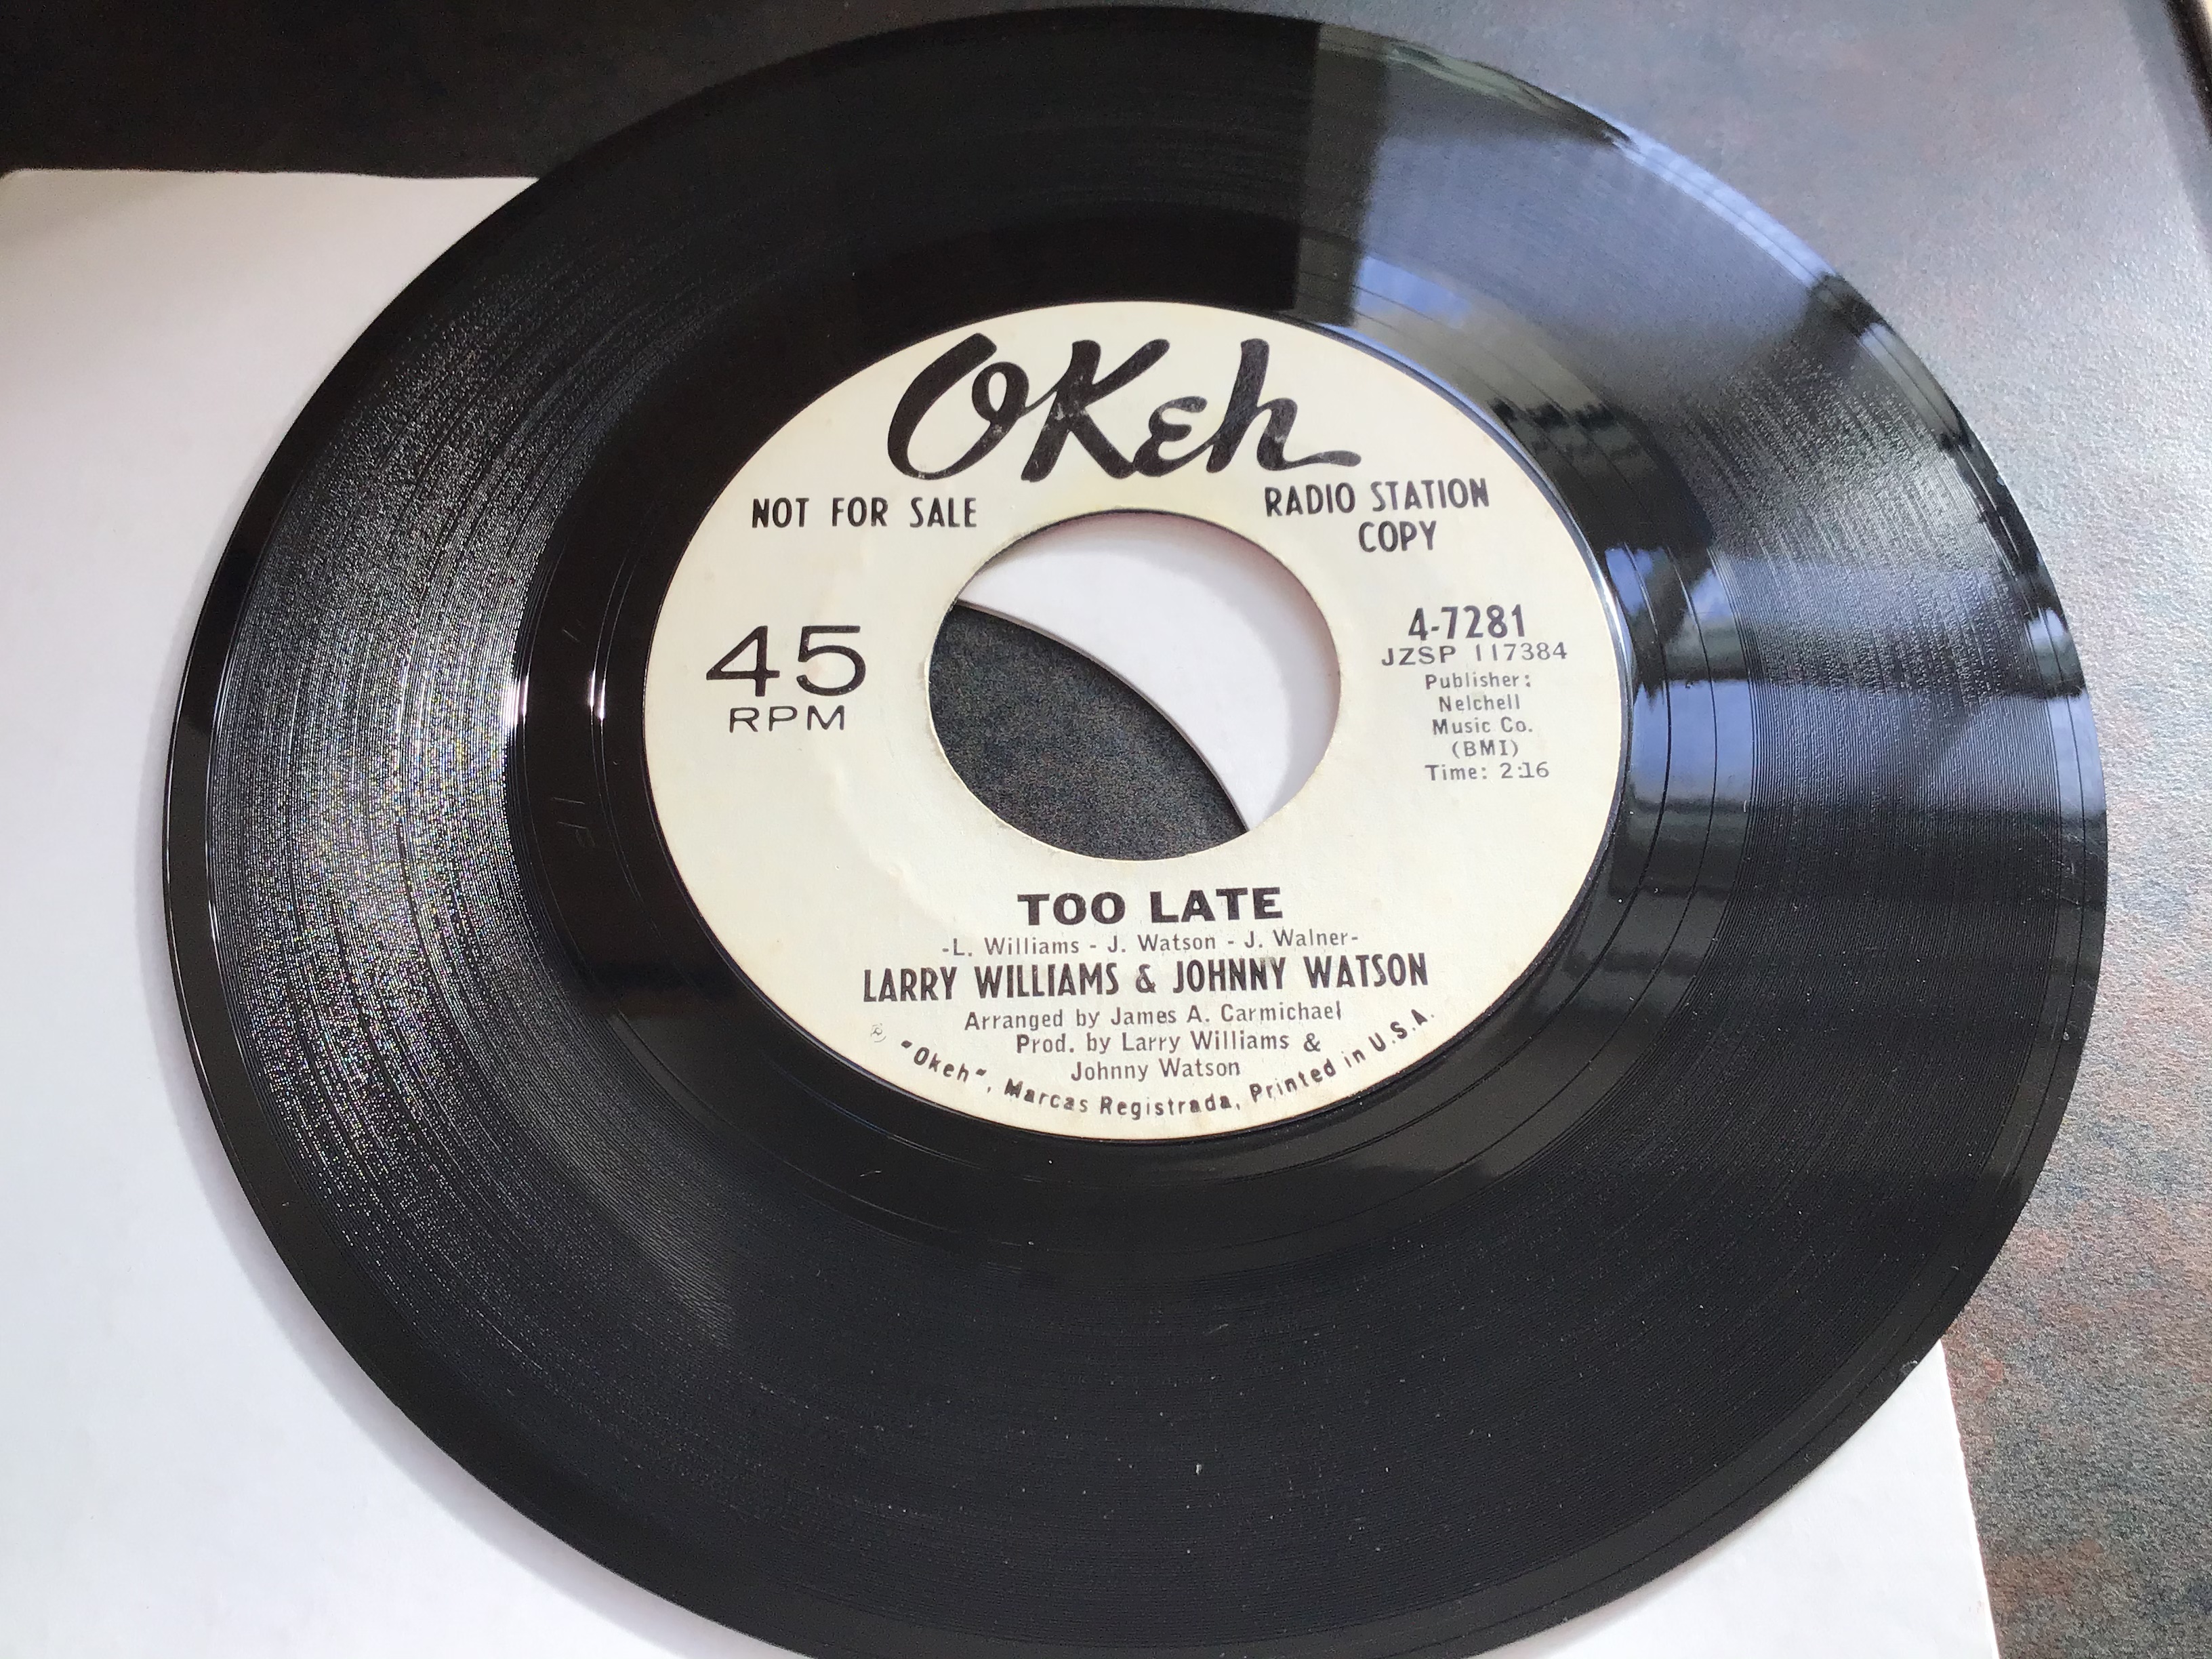 OKeh
NOT FOR SALE
RADIO STATION
COPY
45
RPM
4-7281
JZSP 117384
Publisher:
Nelchell
Music Co.
(BMI)
Time: 2:16
TOO LATE
-L. Williams - J. Watson - J. Walner-
LARRY WILLIAMS & JOHNNY WATSON
Arranged by James A. Carmichael
Prod. by Larry Williams &
Johnny Watson
"Okeh", Marcas Registrada, Printed in U.S.A.